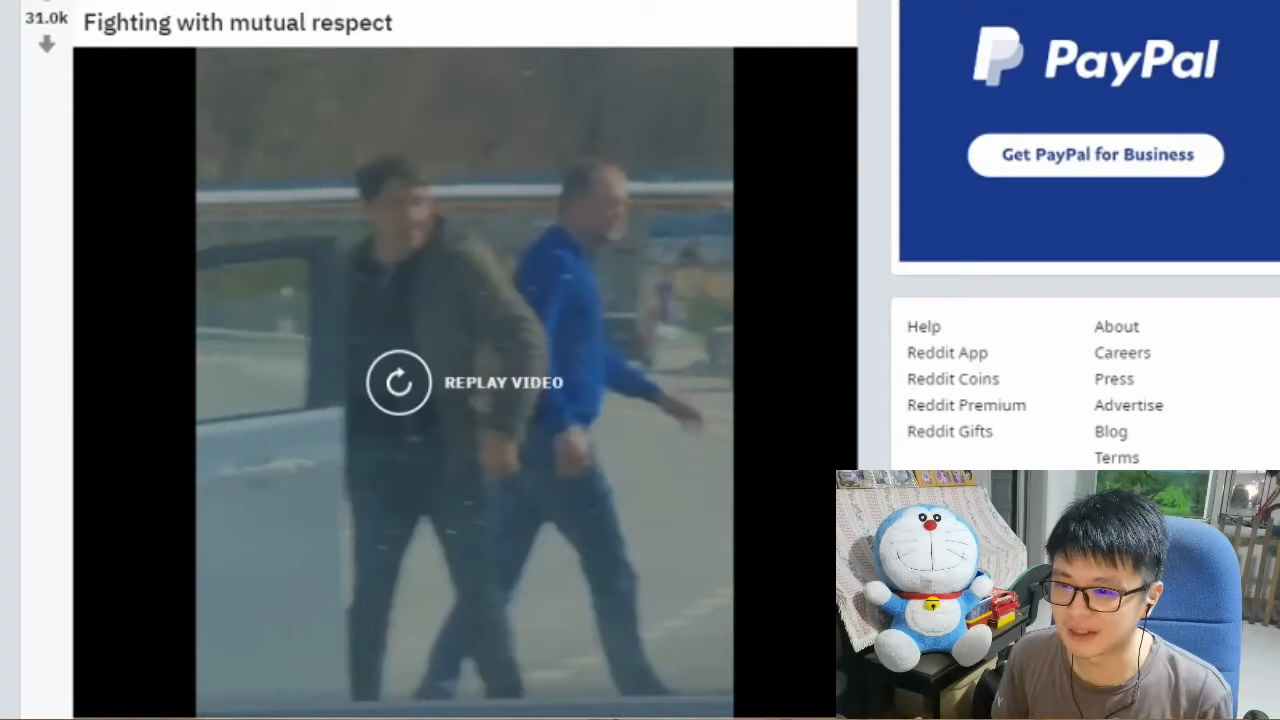 31.0k
Fighting with mutual respect
REPLAY VIDEO
PayPal
Get PayPal for Business
Help
Reddit App
Reddit Coins
Reddit Premium
Reddit Gifts
About
Careers
Press
Advertise
Blog
Terms